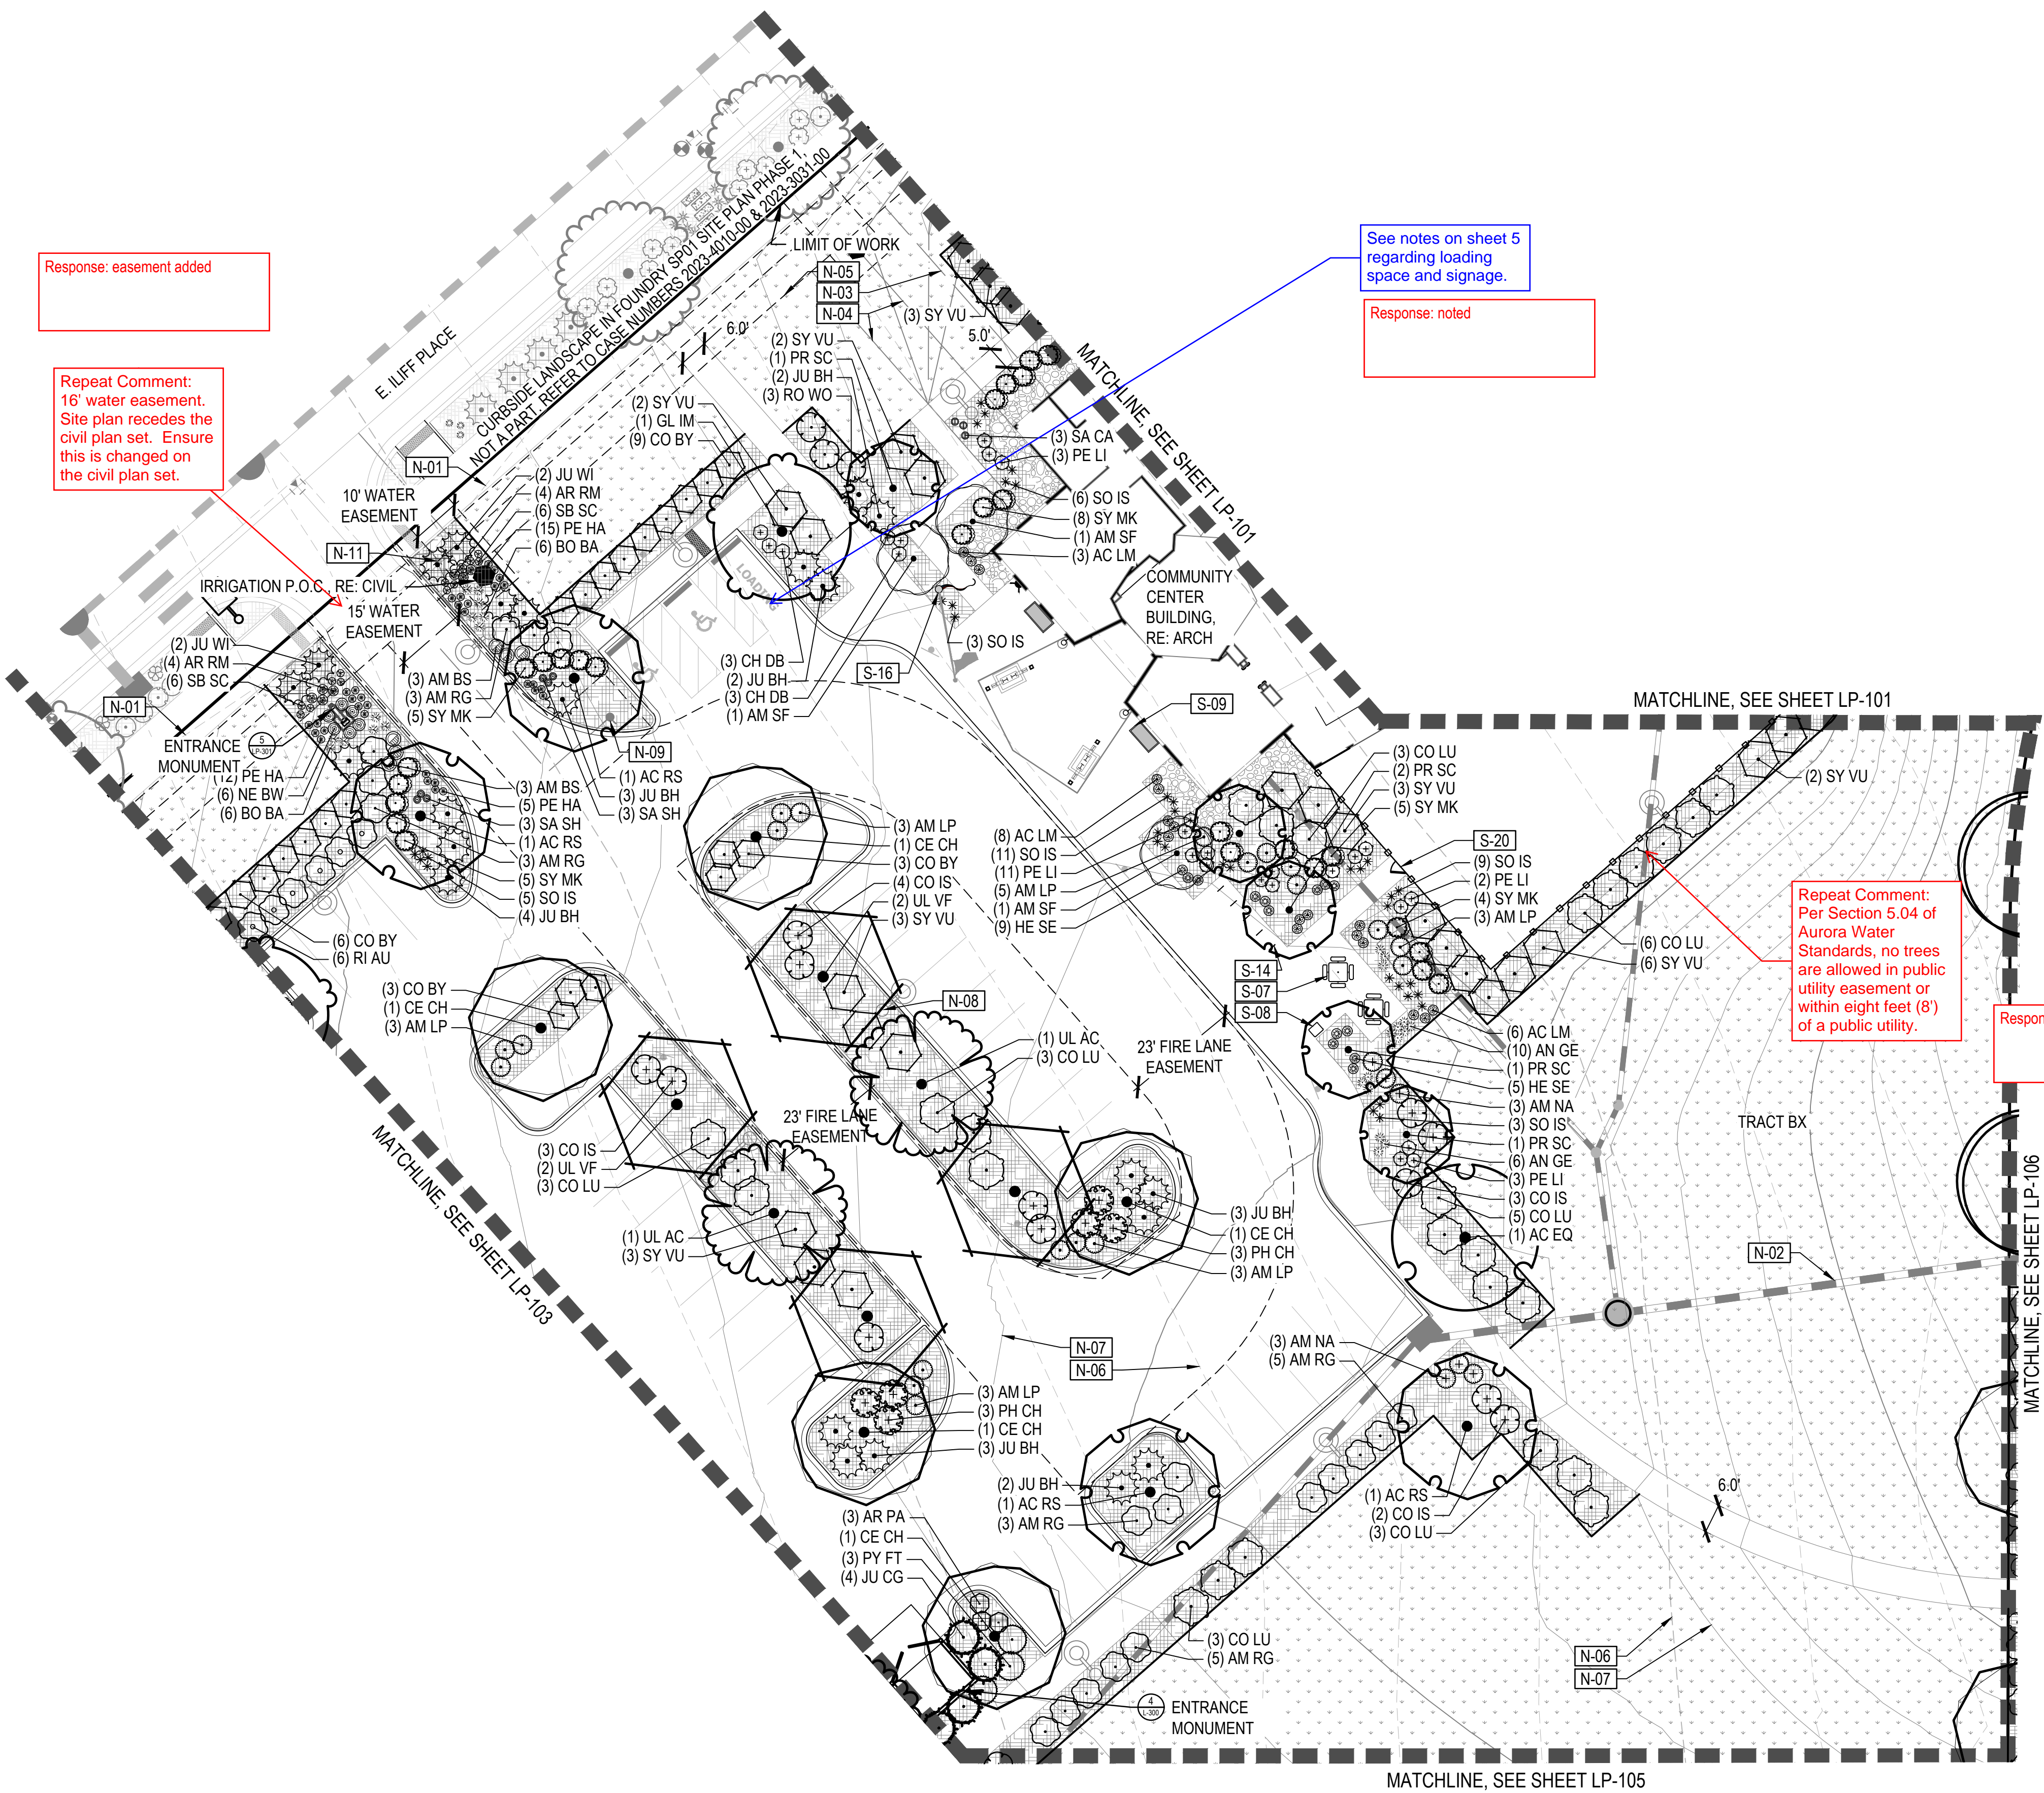 Response: easement added
Repeat Comment:
16' water easement.
Site plan recedes the
civil plan set. Ensure
this is changed on
the civil plan set.
E. ILIFF PLACE
CURBSIDE LANDSCAPE IN FOUNDRY SP01 SITE PLAN PHASE 1,
NOT A PART. REFER TO CASE NUMBERS 2023-4010-00 & 2023-3031-00
LIMIT OF WORK
N-05
N-03
N-04
6.0'
(3) SY VU
5.0'
See notes on sheet 5
regarding loading
space and signage.
Response: noted
MATCHLINE, SEE SHEET LP-101
(2) SY VU
(1) PR SC
(2) JU BH
(3) RO WO
(2) SY VU
(1) GL IM
(9) CO BY
(3) SA CA
(3) PE LI
(6) SO IS
(8) SY MK
(1) AM SF
(3) AC LM
N-01
10' WATER
EASEMENT
(2) JU WI
(4) AR RM
(6) SB SC
(15) PE HA
(6) BO BA
N-11
IRRIGATION P.O.C., RE: CIVIL
15' WATER
EASEMENT
LOADING
COMMUNITY
CENTER
BUILDING,
RE: ARCH
(3) SO IS
S-16
(2) JU WI
(4) AR RM
(6) SB SC
N-01
ENTRANCE
MONUMENT
5
LP-301
(12) PE HA
(6) NE BW
(6) BO BA
(3) AM BS
(3) AM RG
(5) SY MK
(3) CH DB
(2) JU BH
(3) CH DB
(1) AM SF
S-09
N-09
(1) AC RS
(3) JU BH
(3) SA SH
(3) AM BS
(5) PE HA
(3) SA SH
(1) AC RS
(3) AM RG
(5) SY MK
(5) SO IS
(4) JU BH
(6) CO BY
(6) RI AU
MATCHLINE, SEE SHEET LP-101
(3) CO LU
(2) PR SC
(3) SY VU
(5) SY MK
(2) SY VU
S-20
(9) SO IS
(2) PE LI
(4) SY MK
(3) AM LP
(6) CO LU
(6) SY VU
Repeat Comment:
Per Section 5.04 of
Aurora Water
Standards, no trees
are allowed in public
utility easement or
within eight feet (8')
of a public utility.
Respon
(3) AM LP
(1) CE CH
(3) CO BY
(4) CO IS
(2) UL VF
(3) SY VU
(8) AC LM
(11) SO IS
(11) PE LI
(5) AM LP
(1) AM SF
(9) HE SE
S-14
S-07
S-08
N-08
(3) CO BY
(1) CE CH
(3) AM LP
(1) UL AC
(3) CO LU
23' FIRE LANE
EASEMENT
(6) AC LM
(10) AN GE
(1) PR SC
(5) HE SE
(3) AM NA
(3) SO IS
(1) PR SC
(6) AN GE
(3) PE LI
(3) CO IS
(5) CO LU
(1) AC EQ
TRACT BX
23' FIRE LANE
EASEMENT
(3) CO IS
(2) UL VF
(3) CO LU
(1) UL AC
(3) SY VU
(3) JU BH
(1) CE CH
(3) PH CH
(3) AM LP
N-02
MATCHLINE, SEE SHEET LP-103
MATCHLINE, SEE SHEET LP-106
N-07
N-06
(3) AM NA
(5) AM RG
(3) AM LP
(3) PH CH
(1) CE CH
(3) JU BH
(2) JU BH
(1) AC RS
(3) AM RG
(1) AC RS
(2) CO IS
(3) CO LU
6.0'
(3) AR PA
(1) CE CH
(3) PY FT
(4) JU CG
(3) CO LU
(5) AM RG
N-06
N-07
4
L-300
ENTRANCE
MONUMENT
MATCHLINE, SEE SHEET LP-105